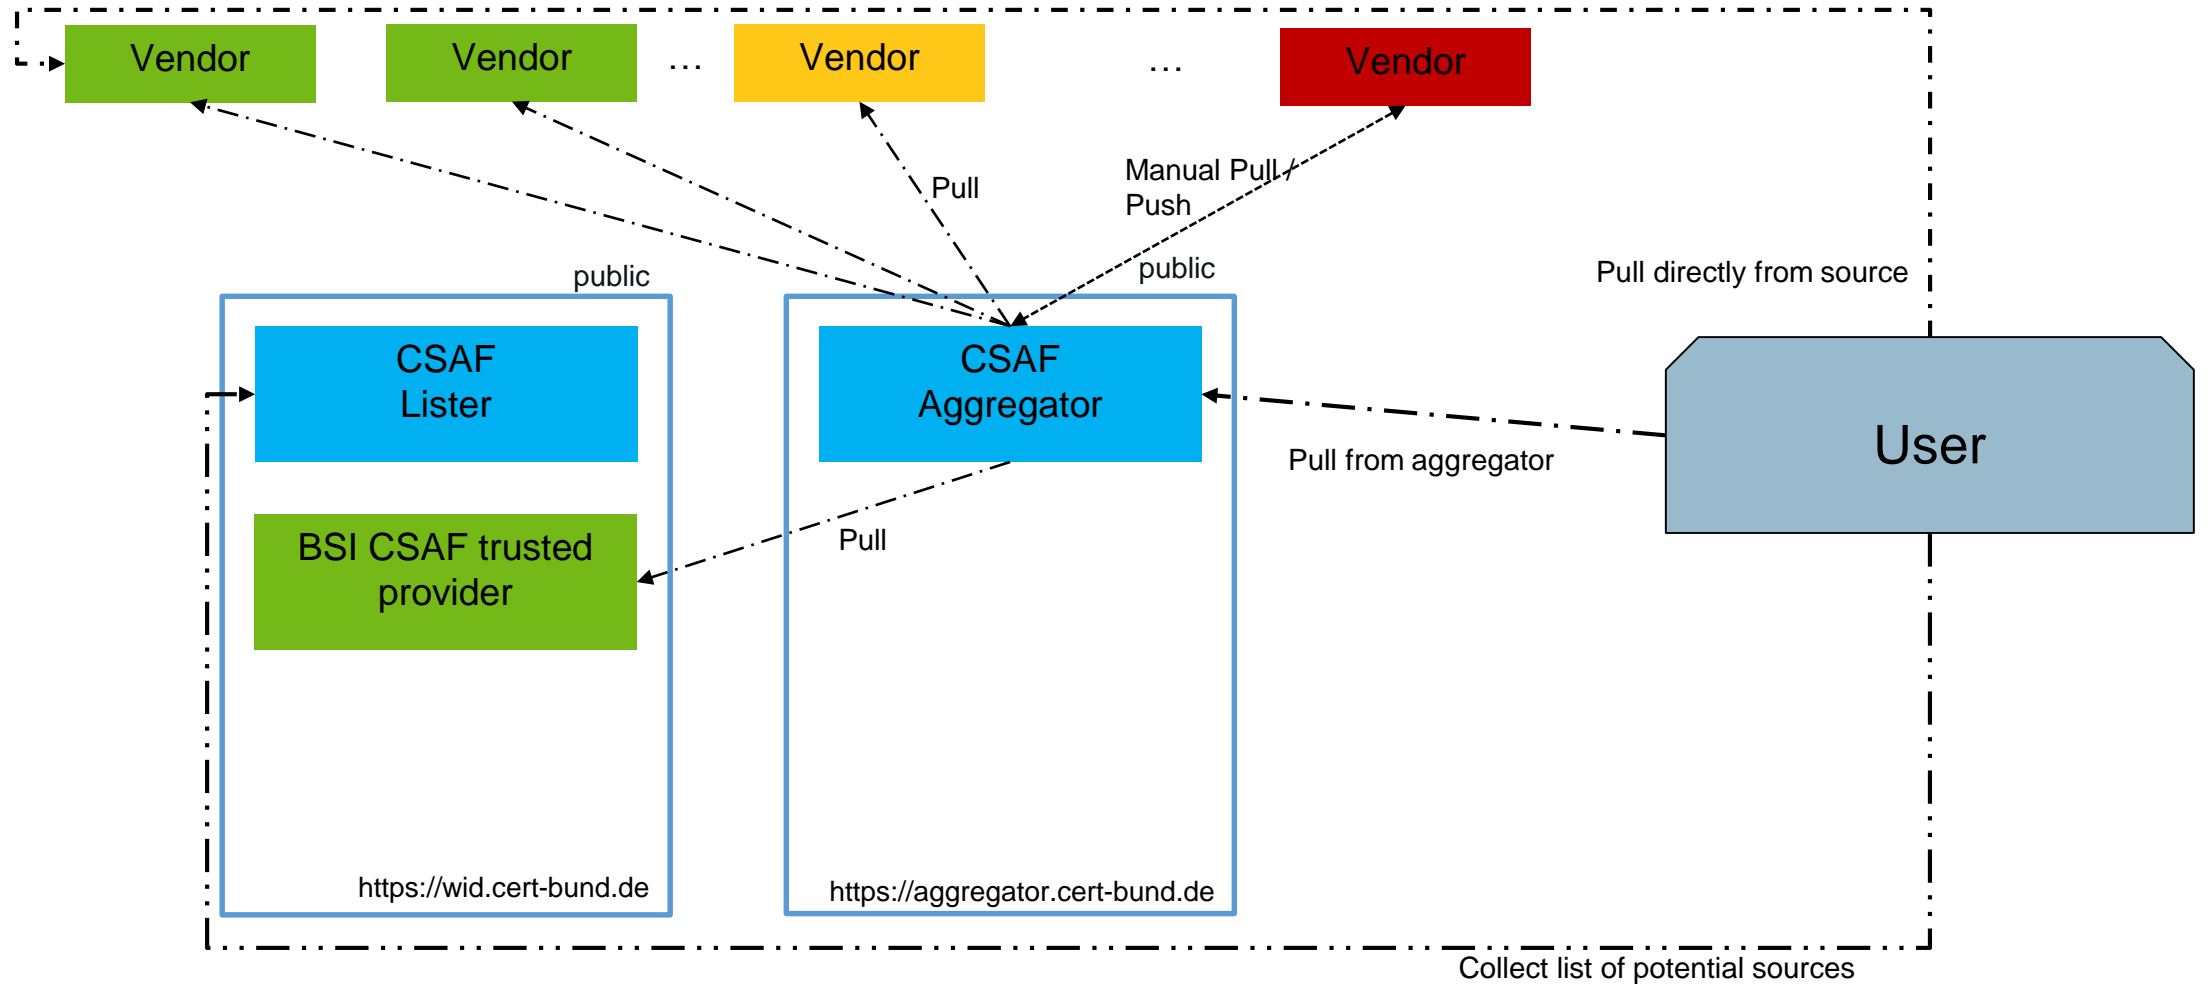 Vendor
Vendor
…
Vendor
…
Vendor
Manual Pull /
Push
Pull
public
public
Pull directly from source
CSAF
Lister
CSAF
Aggregator
User
Pull from aggregator
BSI CSAF trusted
provider
Pull
https://wid.cert-bund.de
https://aggregator.cert-bund.de
Collect list of potential sources